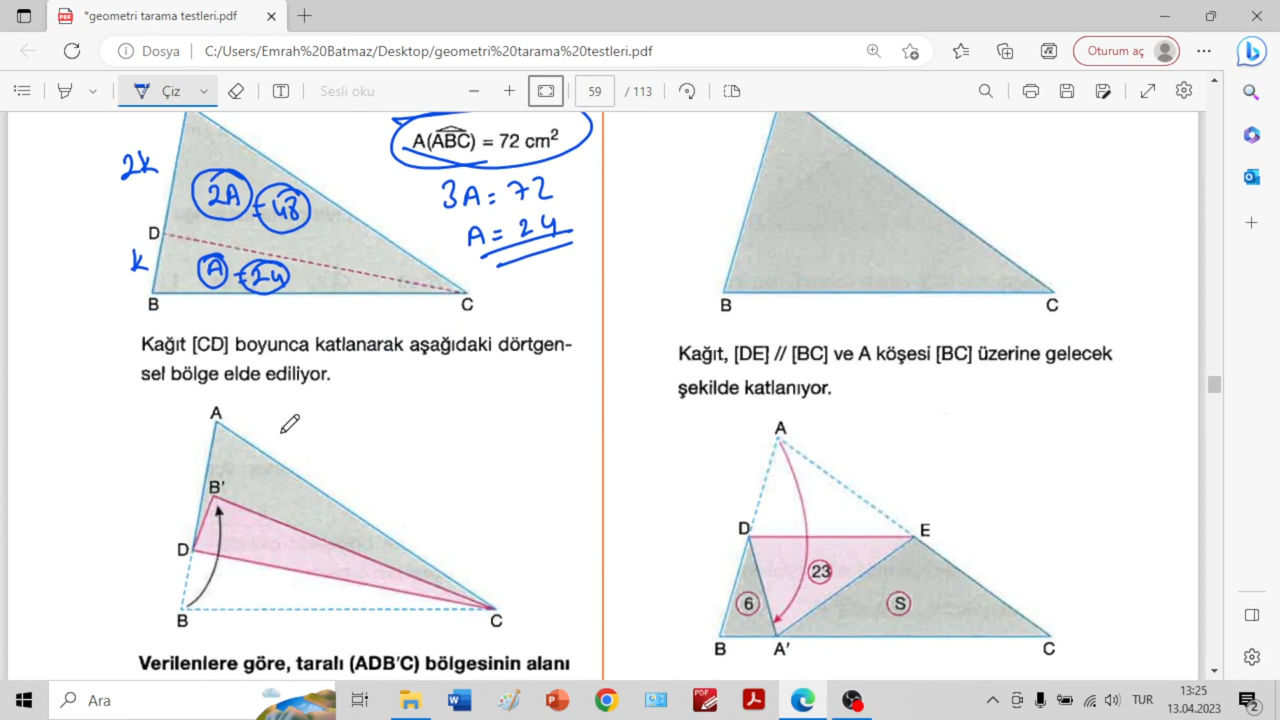 *geometri tarama testleri.pdf
Dosya
C:/Users/Emrah%20Batmaz/Desktop/geometri%20tarama%20testleri.pdf
Oturum aç
Çiz
Sesli oku
59 / 113
A(ABC) = 72 cm²
2k
2A = 48
3A = 72
A = 24
D
k
A = 24
B
C
Kağıt [CD] boyunca katlanarak aşağıdaki dörtgen-
sel bölge elde ediliyor.
A
B'
D
B
C
Verilenlere göre, taralı (ADB'C) bölgesinin alanı
B
C
Kağıt, [DE] // [BC] ve A köşesi [BC] üzerine gelecek
şekilde katlanıyor.
A
D
E
23
6
S
B
A'
C
Ara
TUR
13:25
13.04.2023
2